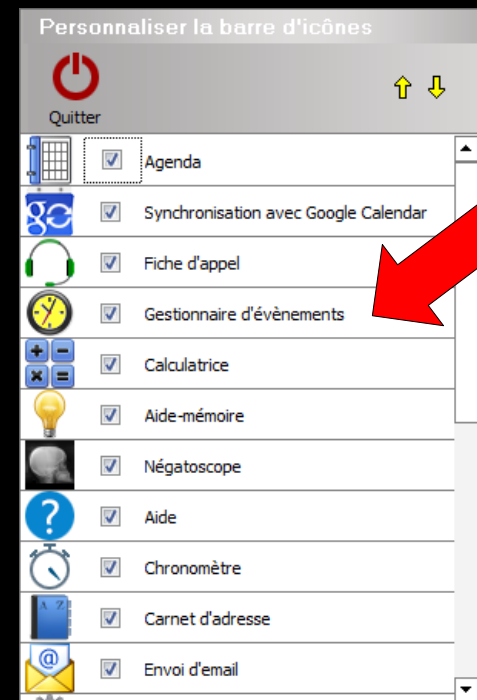 Personnaliser la barre d'icônes
Quitter
Agenda
Synchronisation avec Google Calendar
Fiche d'appel
Gestionnaire d'évènements
Calculatrice
Aide-mémoire
Négatoscope
Aide
Chronomètre
A Z
Carnet d'adresse
@
Envoi d'email